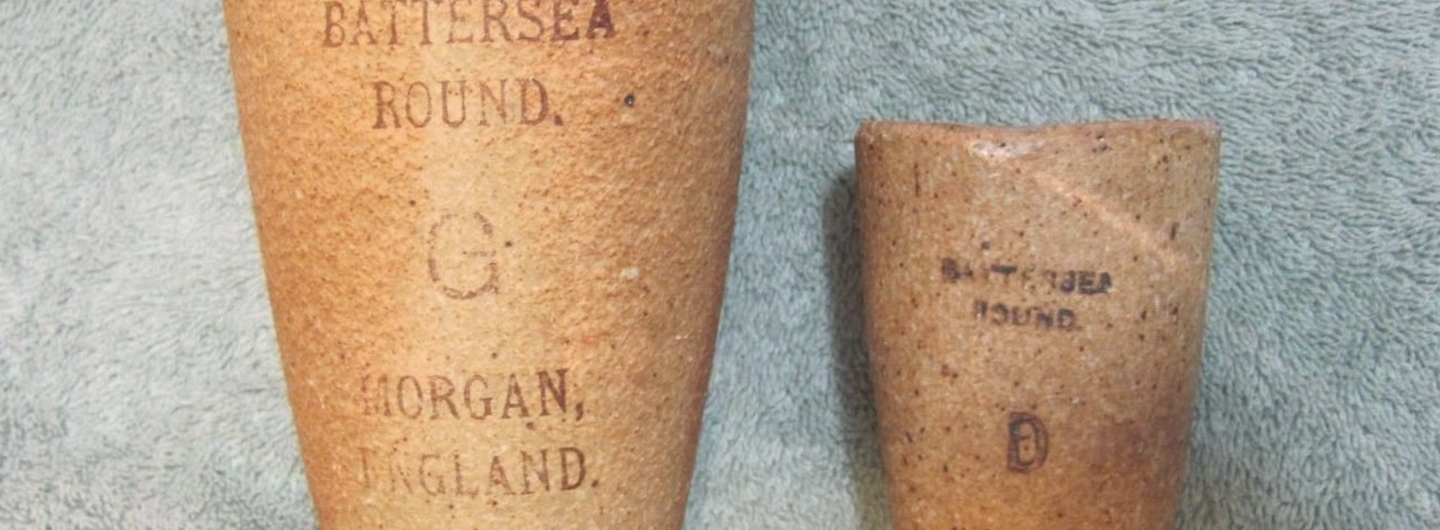 BATTERSEA
ROUND.
G
MORGAN,
ENGLAND.
BATTERSEA
ROUND.
D